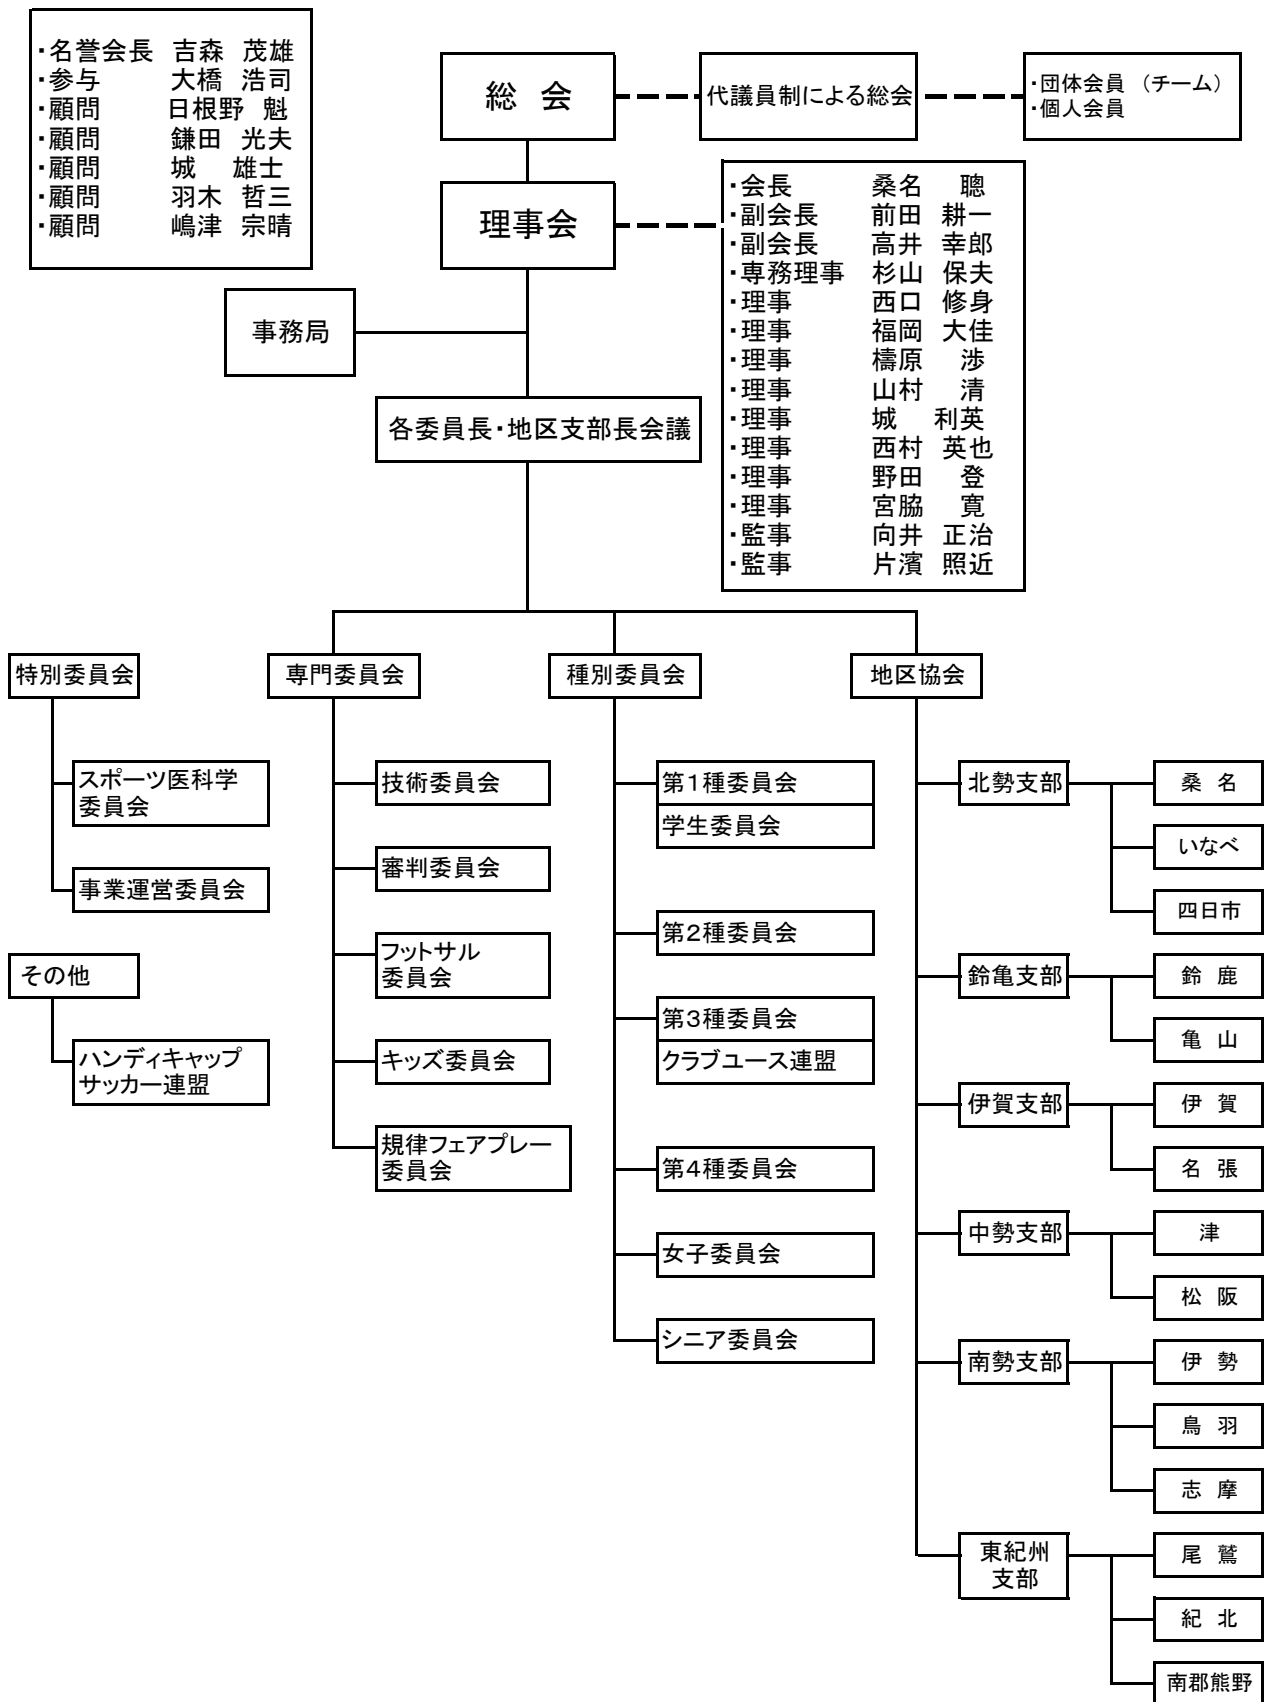 ・名誉会長 吉森 茂雄
・参与 大橋 浩司
・顧問 日根野 魁
・顧問 鎌田 光夫
・顧問 城 雄士
・顧問 羽木 哲三
・顧問 嶋津 宗晴
総 会
代議員制による総会
・団体会員 (チーム)
・個人会員
理事会
・会長 桑名 聰
・副会長 前田 耕一
・副会長 高井 幸郎
・専務理事 杉山 保夫
・理事 西口 修身
・理事 福岡 大佳
・理事 檮原 渉
・理事 山村 清
・理事 城 利英
・理事 西村 英也
・理事 野田 登
・理事 宮脇 寛
・監事 向井 正治
・監事 片濱 照近
事務局
各委員長・地区支部長会議
特別委員会
スポーツ医科学
委員会
事業運営委員会
その他
ハンディキャップ
サッカー連盟
専門委員会
技術委員会
審判委員会
フットサル
委員会
キッズ委員会
規律フェアプレー
委員会
種別委員会
第1種委員会
学生委員会
第2種委員会
第3種委員会
クラブユース連盟
第4種委員会
女子委員会
シニア委員会
地区協会
北勢支部
桑 名
いなべ
四日市
鈴亀支部
鈴 鹿
亀 山
伊賀支部
伊 賀
名 張
中勢支部
津
松 阪
南勢支部
伊 勢
鳥 羽
志 摩
東紀州
支部
尾 鷲
紀 北
南郡熊野